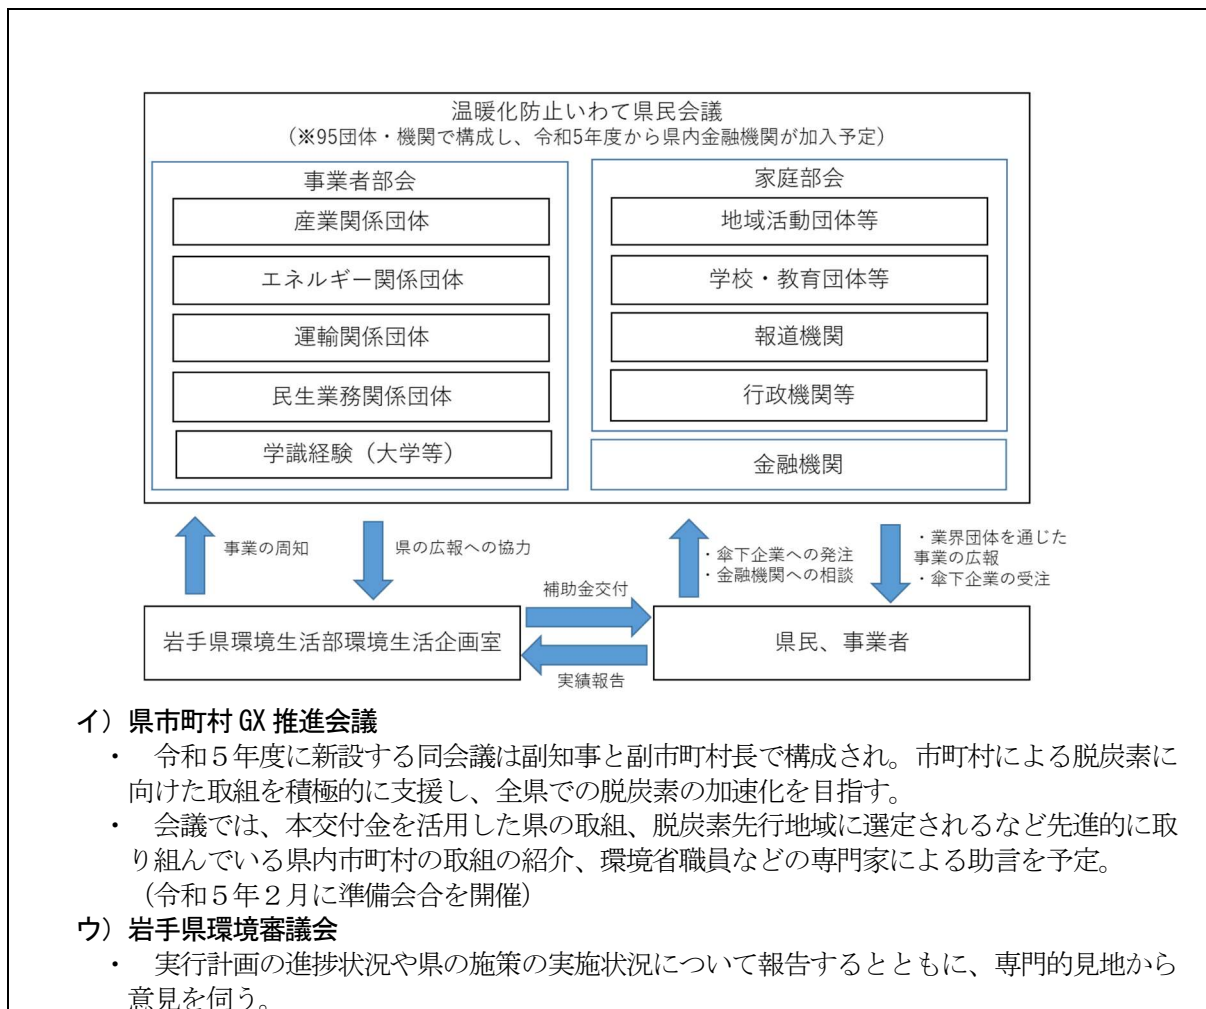 温暖化防止いわて県民会議
（※95団体・機関で構成し、令和5年度から県内金融機関が加入予定）
事業者部会
産業関係団体
エネルギー関係団体
運輸関係団体
民生業務関係団体
学識経験（大学等）
家庭部会
地域活動団体等
学校・教育団体等
報道機関
行政機関等
金融機関
事業の周知
県の広報への協力
・傘下企業への発注
・金融機関への相談
・業界団体を通じた
事業の広報
・傘下企業の受注
補助金交付
岩手県環境生活部環境生活企画室
県民、事業者
実績報告
イ）県市町村 GX 推進会議
・　令和５年度に新設する同会議は副知事と副市町村長で構成され。市町村による脱炭素に
向けた取組を積極的に支援し、全県での脱炭素の加速化を目指す。
・　会議では、本交付金を活用した県の取組、脱炭素先行地域に選定されるなど先進的に取
り組んでいる県内市町村の取組の紹介、環境省職員などの専門家による助言を予定。
（令和５年２月に準備会合を開催）
ウ）岩手県環境審議会
・　実行計画の進捗状況や県の施策の実施状況について報告するとともに、専門的見地から
意見を伺う。